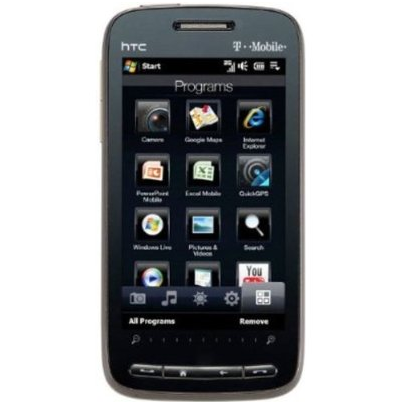 htc T··Mobile·
Start 3G
Programs
Camera Google Maps Internet Explorer
PowerPoint Mobile Excel Mobile QuickGPS
Windows Live Pictures & Videos Search
You
All Programs Remove